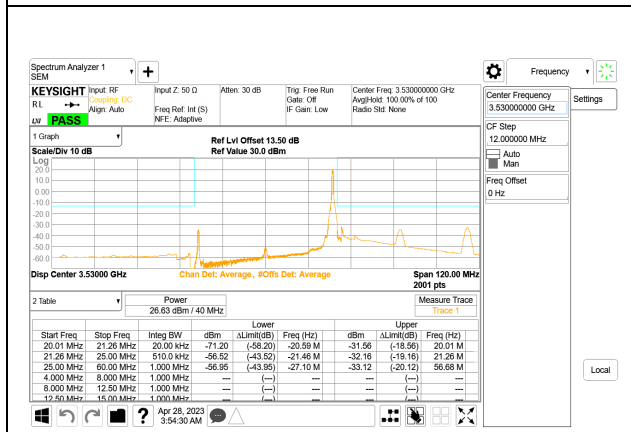 Spectrum Analyzer 1
SEM
Frequency
KEYSIGHT Input: RF Input Z: 50 Ω Atten: 30 dB Trig: Free Run Center Freq: 3.530000000 GHz
Coupling: DC Gate: Off Avg|Hold: 100.00% of 100
R L Align: Auto Freq Ref: Int (S) IF Gain: Low Radio Std: None
PASS NFE: Adaptive
Center Frequency
3.530000000 GHz
Settings
CF Step
12.000000 MHz
Auto
Man
Freq Offset
0 Hz
1 Graph
Ref Lvl Offset 13.50 dB
Scale/Div 10 dB Ref Value 30.0 dBm
Log
20.0
10.0
0.00
-10.0
-20.0
-30.0
-40.0
-50.0
-60.0
Disp Center 3.53000 GHz Chan Det: Average, #Offs Det: Average Span 120.00 MHz
2001 pts
2 Table Power Measure Trace
26.63 dBm / 40 MHz Trace 1
Lower Upper
Start Freq Stop Freq Integ BW dBm ΔLimit(dB) Freq (Hz) dBm ΔLimit(dB) Freq (Hz)
20.01 MHz 21.26 MHz 20.00 kHz -71.20 (-58.20) -20.59 M -31.56 (-18.56) 20.01 M
21.26 MHz 25.00 MHz 510.0 kHz -56.52 (-43.52) -21.46 M -32.16 (-19.16) 21.26 M
25.00 MHz 60.00 MHz 1.000 MHz -56.95 (-43.95) -27.10 M -33.12 (-20.12) 56.68 M
4.000 MHz 8.000 MHz 1.000 MHz --- (---) --- --- (---) ---
8.000 MHz 12.50 MHz 1.000 MHz --- (---) --- --- (---) ---
12.50 MHz 15.00 MHz 1.000 MHz --- (---) --- --- (---) ---
Local
? Apr 28, 2023
3:54:30 AM